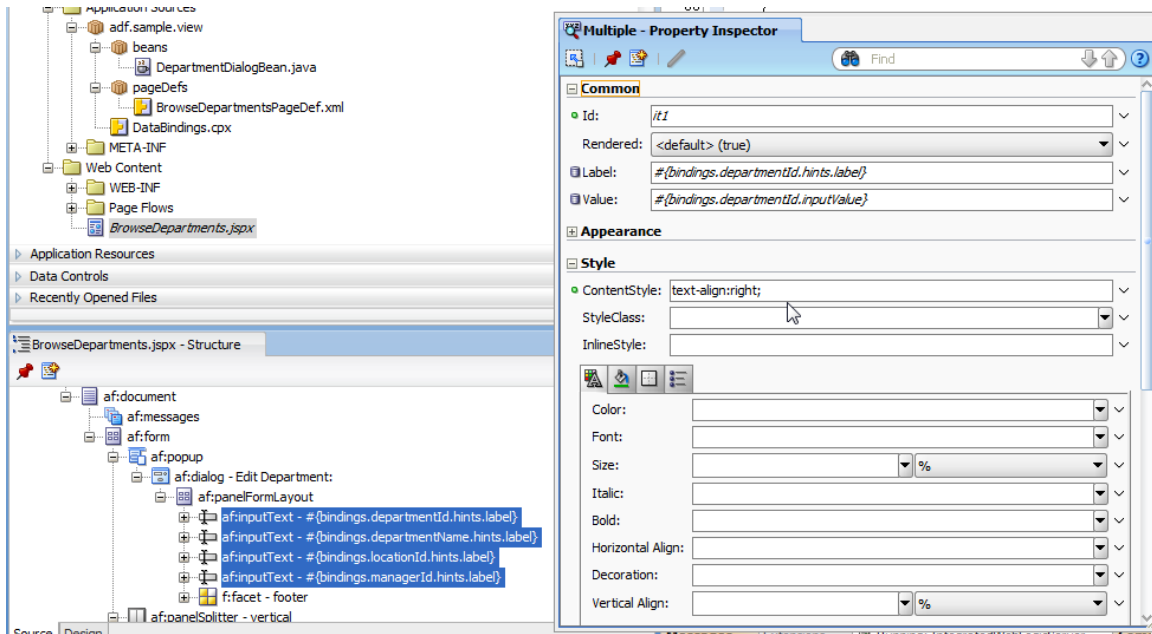 Application Sources
adf.sample.view
beans
DepartmentDialogBean.java
pageDefs
BrowseDepartmentsPageDef.xml
DataBindings.cpx
META-INF
Web Content
WEB-INF
Page Flows
BrowseDepartments.jspx
Application Resources
Data Controls
Recently Opened Files
BrowseDepartments.jspx - Structure
af:document
af:messages
af:form
af:popup
af:dialog - Edit Department:
af:panelFormLayout
af:inputText - #{bindings.departmentId.hints.label}
af:inputText - #{bindings.departmentName.hints.label}
af:inputText - #{bindings.locationId.hints.label}
af:inputText - #{bindings.managerId.hints.label}
f:facet - footer
af:panelSplitter - vertical
Source Design
Multiple - Property Inspector
Find
Common
Id: it1
Rendered: <default> (true)
Label: #{bindings.departmentId.hints.label}
Value: #{bindings.departmentId.inputValue}
Appearance
Style
ContentStyle: text-align:right;
StyleClass:
InlineStyle:
Color:
Font:
Size: %
Italic:
Bold:
Horizontal Align:
Decoration:
Vertical Align: %